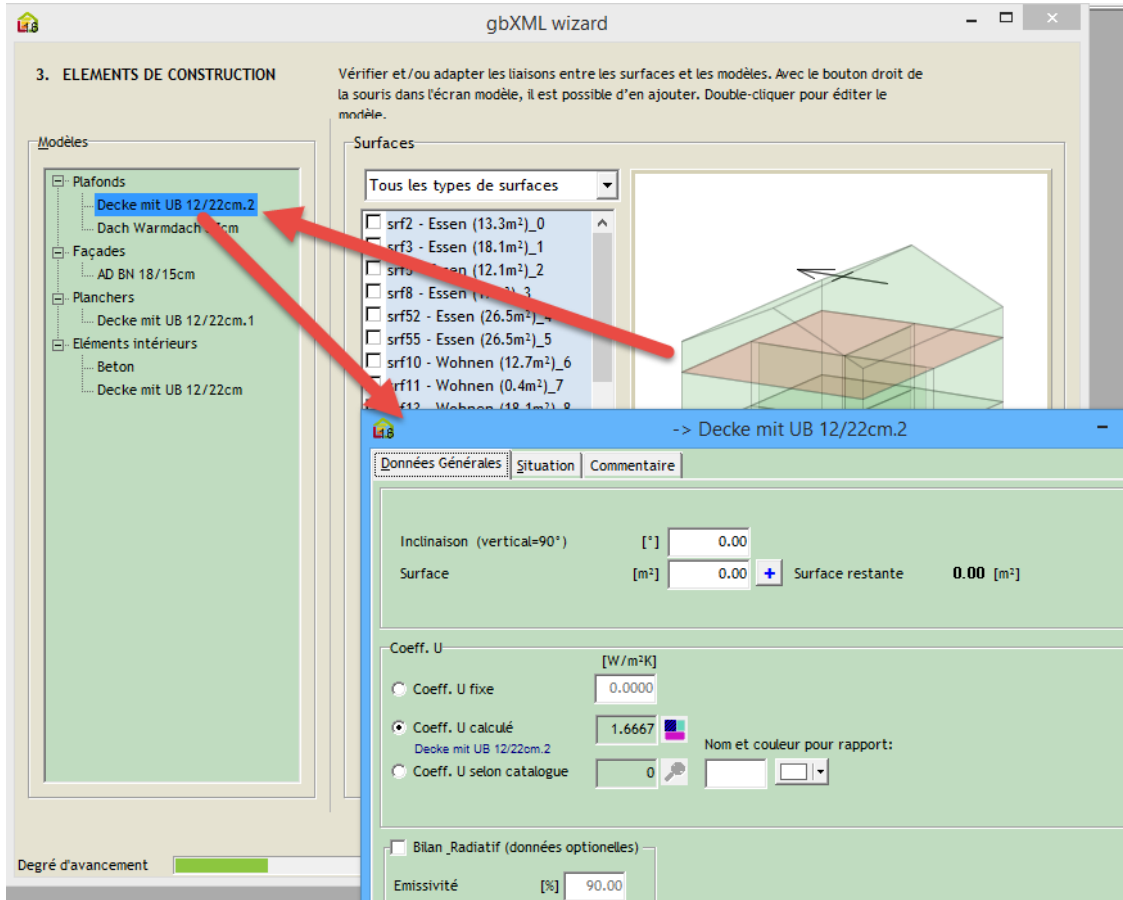 gbXML wizard
3. ELEMENTS DE CONSTRUCTION
Vérifier et/ou adapter les liaisons entre les surfaces et les modèles. Avec le bouton droit de
la souris dans l'écran modèle, il est possible d'en ajouter. Double-cliquer pour éditer le
modèle.
Modèles
Plafonds
Decke mit UB 12/22cm.2
Dach Warmdach
Façades
AD BN 18/15cm
Planchers
Decke mit UB 12/22cm.1
Eléments intérieurs
Beton
Decke mit UB 12/22cm
Surfaces
Tous les types de surfaces
srf2 - Essen (13.3m²)_0
srf3 - Essen (18.1m²)_1
Essen (12.1m²)_2
srf8 - Essen
srf52 - Essen (26.5m²)_4
srf55 - Essen (26.5m²)_5
srf10 - Wohnen (12.7m²)_6
srf11 - Wohnen (0.4m²)_7
Wohnen (18.1m²)_8
-> Decke mit UB 12/22cm.2
Données Générales
Situation
Commentaire
Inclinaison (vertical=90°) [°] 0.00
Surface [m²] 0.00 + Surface restante 0.00 [m²]
Coeff. U
[W/m²K]
Coeff. U fixe 0.0000
Coeff. U calculé 1.6667
Decke mit UB 12/22cm.2
Nom et couleur pour rapport:
Coeff. U selon catalogue 0
Bilan _Radiatif (données optionelles)
Emissivité [%] 90.00
Degré d'avancement